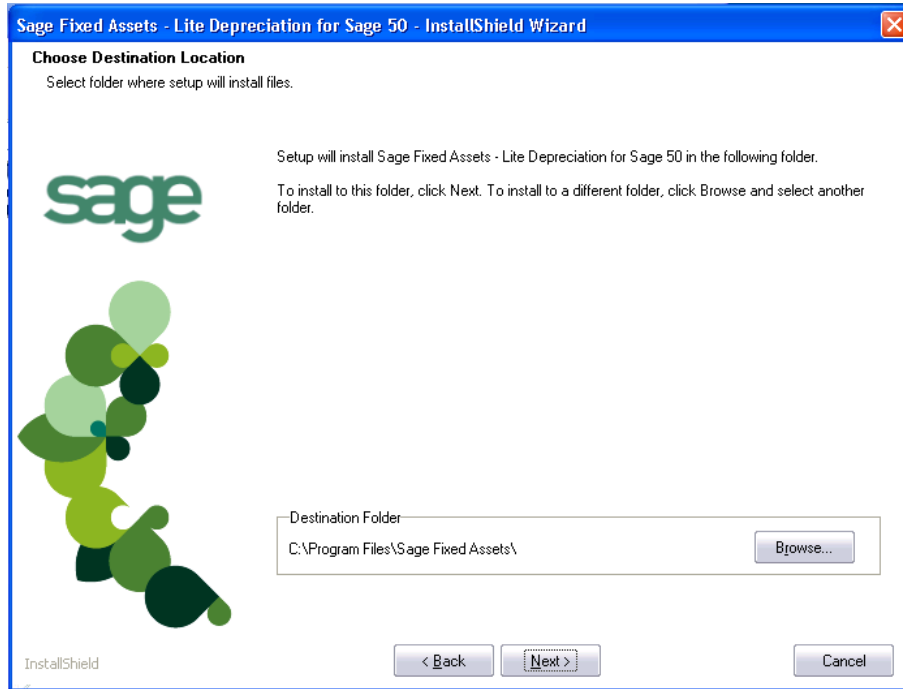 Sage Fixed Assets - Lite Depreciation for Sage 50 - InstallShield Wizard
Choose Destination Location
Select folder where setup will install files.
Setup will install Sage Fixed Assets - Lite Depreciation for Sage 50 in the following folder.
To install to this folder, click Next. To install to a different folder, click Browse and select another
folder.
sage
Destination Folder
C:\Program Files\Sage Fixed Assets\
Browse...
InstallShield
< Back
Next >
Cancel